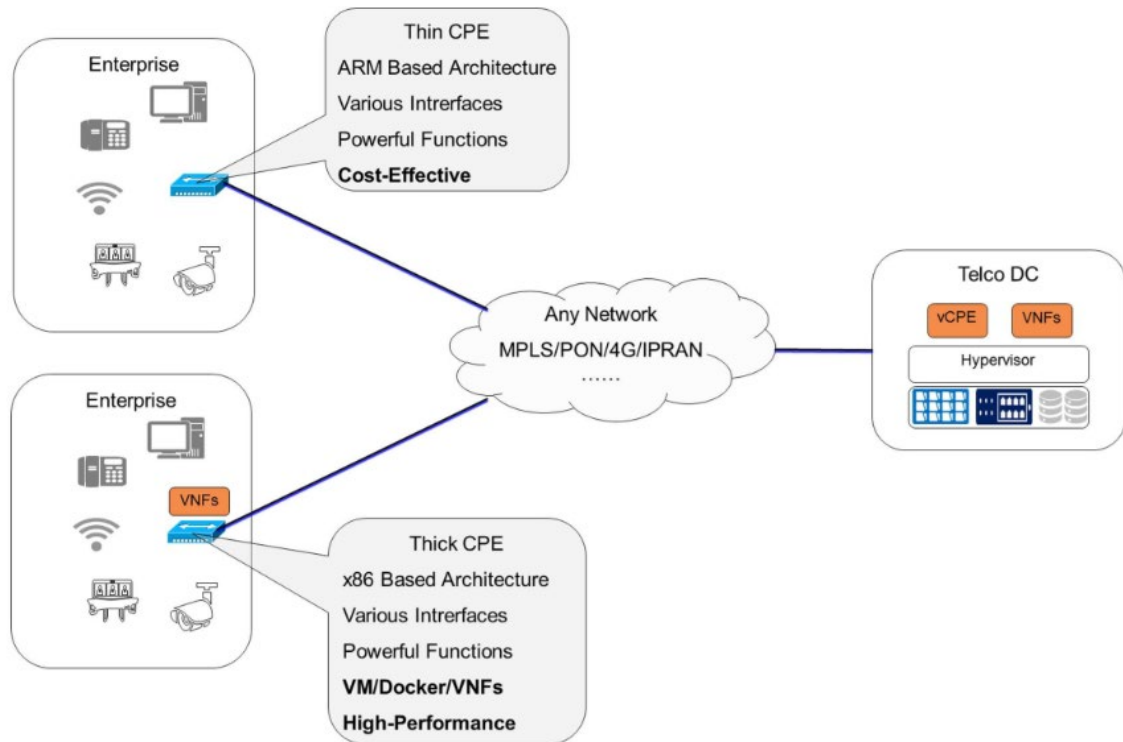 Enterprise
Thin CPE
ARM Based Architecture
Various Intrerfaces
Powerful Functions
Cost-Effective
Any Network
MPLS/PON/4G/IPRAN
......
Telco DC
vCPE
VNFs
Hypervisor
Enterprise
VNFs
Thick CPE
x86 Based Architecture
Various Intrerfaces
Powerful Functions
VM/Docker/VNFs
High-Performance